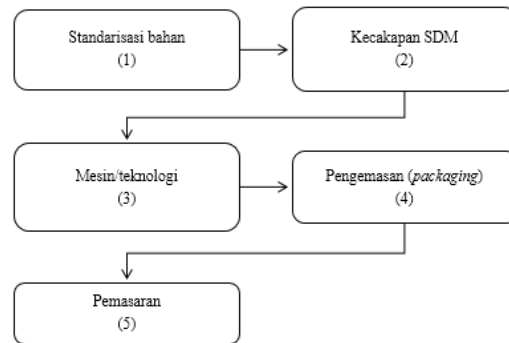 Standarisasi bahan
(1)
Kecakapan SDM
(2)
Mesin/teknologi
(3)
Pengemasan (packaging)
(4)
Pemasaran
(5)